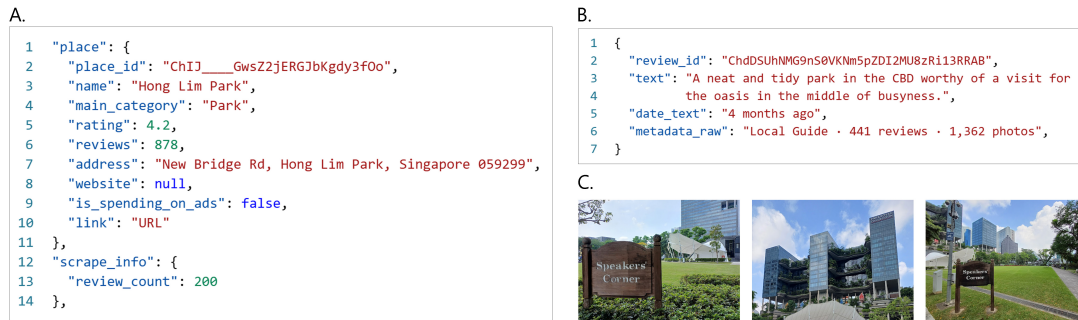 A.
1 "place": {
2 "place_id": "ChIJ____GwsZ2jERGJbKgdy3fOo",
3 "name": "Hong Lim Park",
4 "main_category": "Park",
5 "rating": 4.2,
6 "reviews": 878,
7 "address": "New Bridge Rd, Hong Lim Park, Singapore 059299",
8 "website": null,
9 "is_spending_on_ads": false,
10 "link": "URL"
11 },
12 "scrape_info": {
13 "review_count": 200
14 },
B.
1 {
2 "review_id": "ChdDSUhNMG9nS0VKNm5pZDI2MU8zRi13RRAB",
3 "text": "A neat and tidy park in the CBD worthy of a visit for
4 the oasis in the middle of busyness.",
5 "date_text": "4 months ago",
6 "metadata_raw": "Local Guide · 441 reviews · 1,362 photos",
7 }
C.
Speakers'
Corner
Speakers'
Corner